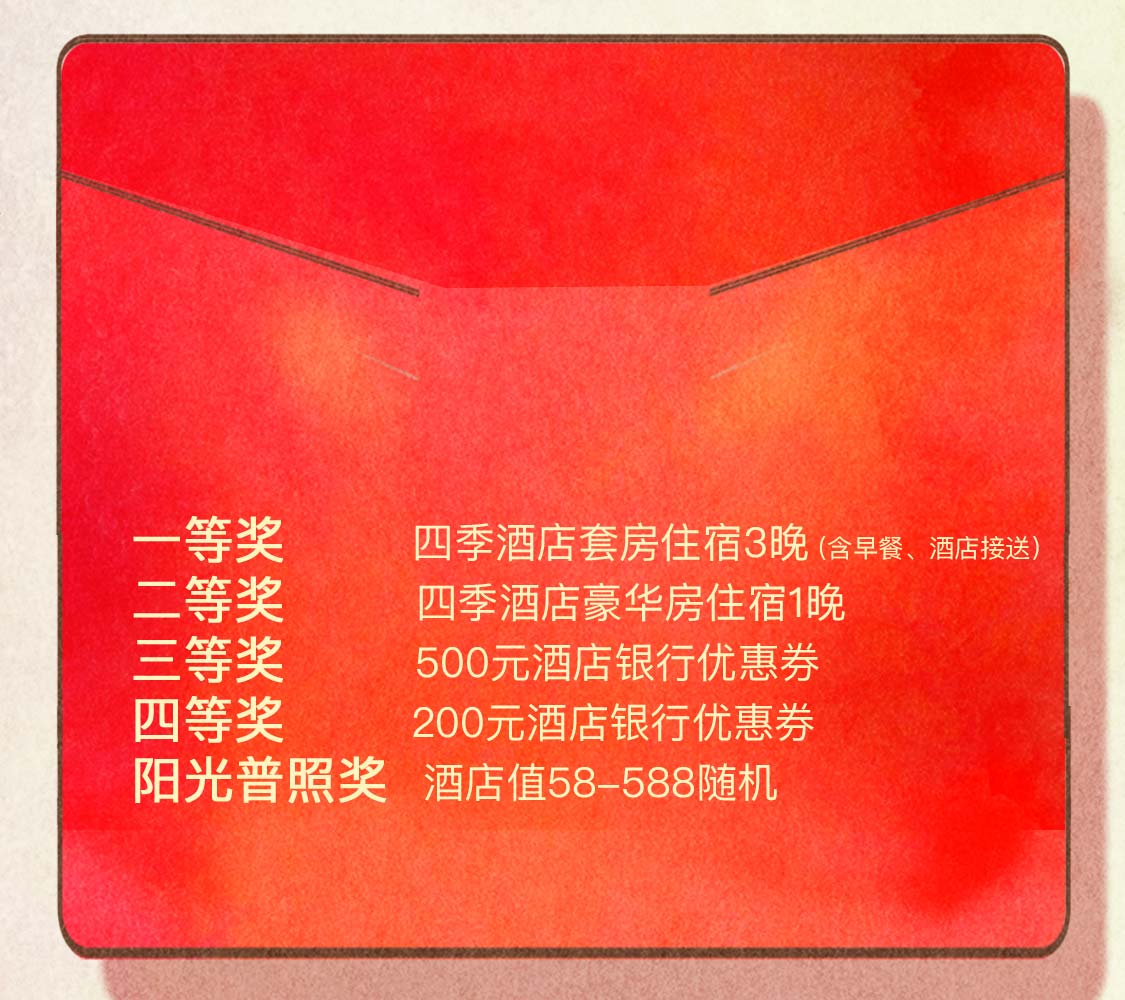 一等奖 四季酒店套房住宿3晚 (含早餐、酒店接送)
二等奖 四季酒店豪华房住宿1晚
三等奖 500元酒店银行优惠券
四等奖 200元酒店银行优惠券
阳光普照奖 酒店值58-588随机